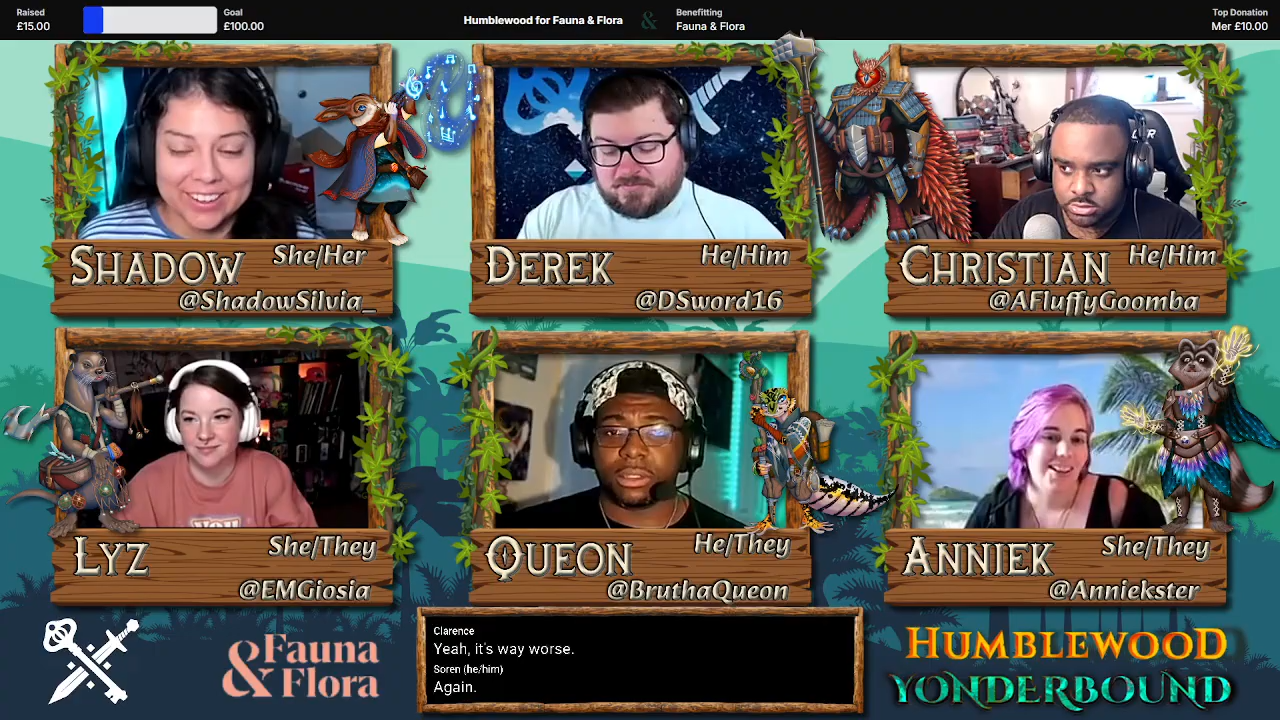 Raised
£15.00
Goal
£100.00
Humblewood for Fauna & Flora
&
Benefitting
Fauna & Flora
Top Donation
Mer £10.00
SHADOW She/Her
@ShadowSilvia_
DEREK He/Him
@DSword16
CHRISTIAN He/Him
@AFluffyGoomba
LYZ She/They
@EMGiosia
QUEON He/They
@BruthaQueon
ANNIEK She/They
@Anniekster
YOU
Fauna
& Flora
Clarence
Yeah, it's way worse.
Soren (he/him)
Again.
HUMBLEWOOD
YONDERBOUND